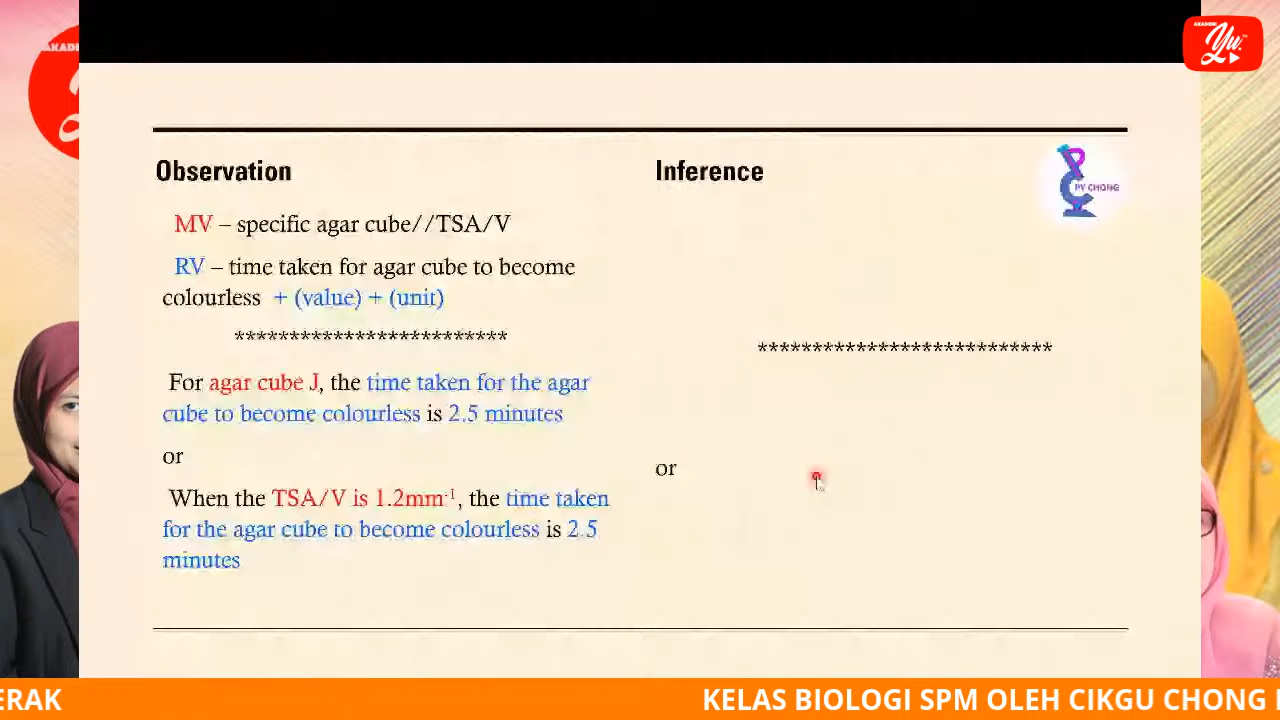 AKADEMI
Yu.
AKADEMI
Observation
Inference
PY CHONG
MV – specific agar cube//TSA/V
RV – time taken for agar cube to become
colourless + (value) + (unit)
*************************
***************************
For agar cube J, the time taken for the agar
cube to become colourless is 2.5 minutes
or
or
When the TSA/V is 1.2mm⁻¹, the time taken
for the agar cube to become colourless is 2.5
minutes
ERAK
KELAS BIOLOGI SPM OLEH CIKGU CHONG